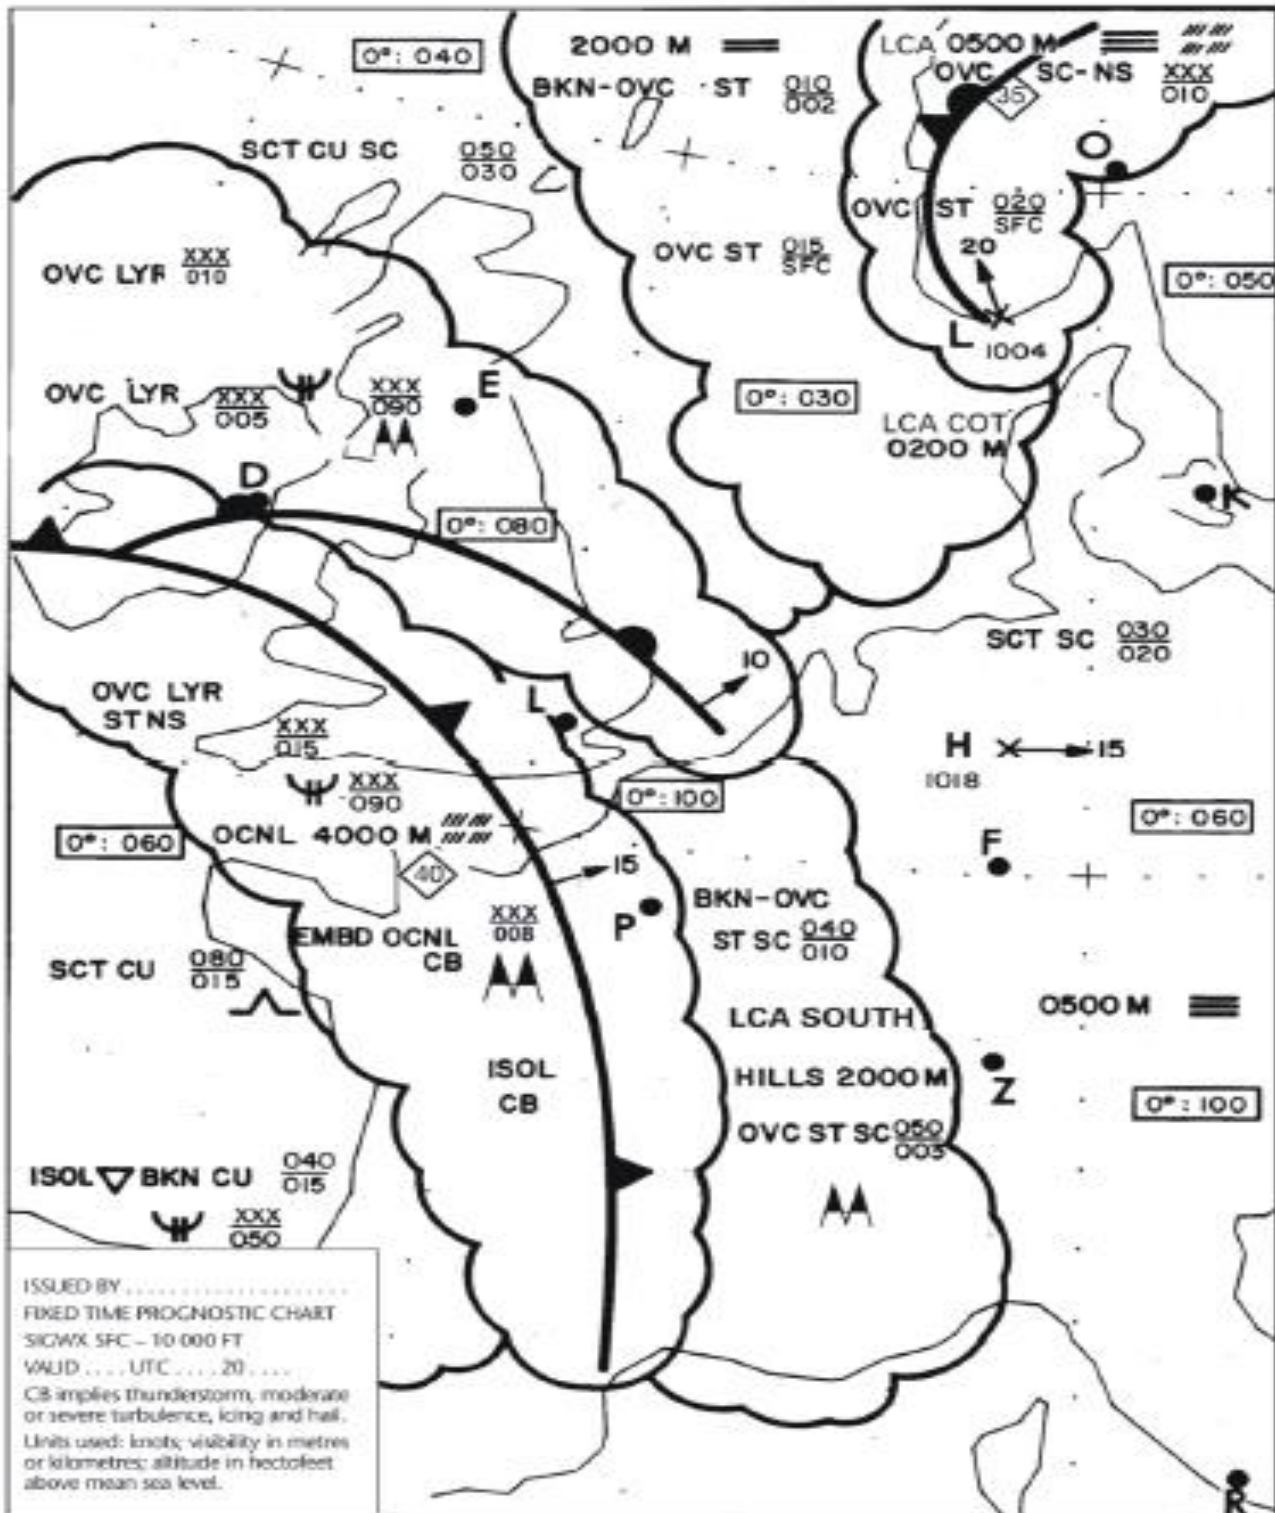 0°: 040
2000 M
BKN-OVC ST 010
002
LCA 0500 M
OVC SC-NS XXX
010
35
O
SCT CU SC 050
030
OVC LYR XXX
010
OVC ST 015
SFC
OVC ST 020
SFC
20
0°: 050
L
1004
OVC LYR XXX
005
XXX
090
E
0°: 030
LCA COT
0200 M
K
D
0°: 080
SCT SC 030
020
10
OVC LYR
ST NS
XXX
015
L
H
15
1018
XXX
090
0°: 100
0°: 060
OCNL 4000 M
0°: 060
F
40
15
EMBD OCNL
CB
XXX
008
P
BKN-OVC
ST SC 040
010
SCT CU 080
015
0500 M
LCA SOUTH
Z
ISOL
CB
HILLS 2000 M
0°: 100
OVC ST SC 050
003
ISOL BKN CU 040
015
XXX
050
ISSUED BY ....................
FIXED TIME PROGNOSTIC CHART
SIGWX SFC – 10 000 FT
VALID .... UTC .... 20 ....
CB implies thunderstorm, moderate
or severe turbulence, icing and hail.
Units used: knots; visibility in metres
or kilometres; altitude in hectofeet
above mean sea level.
R